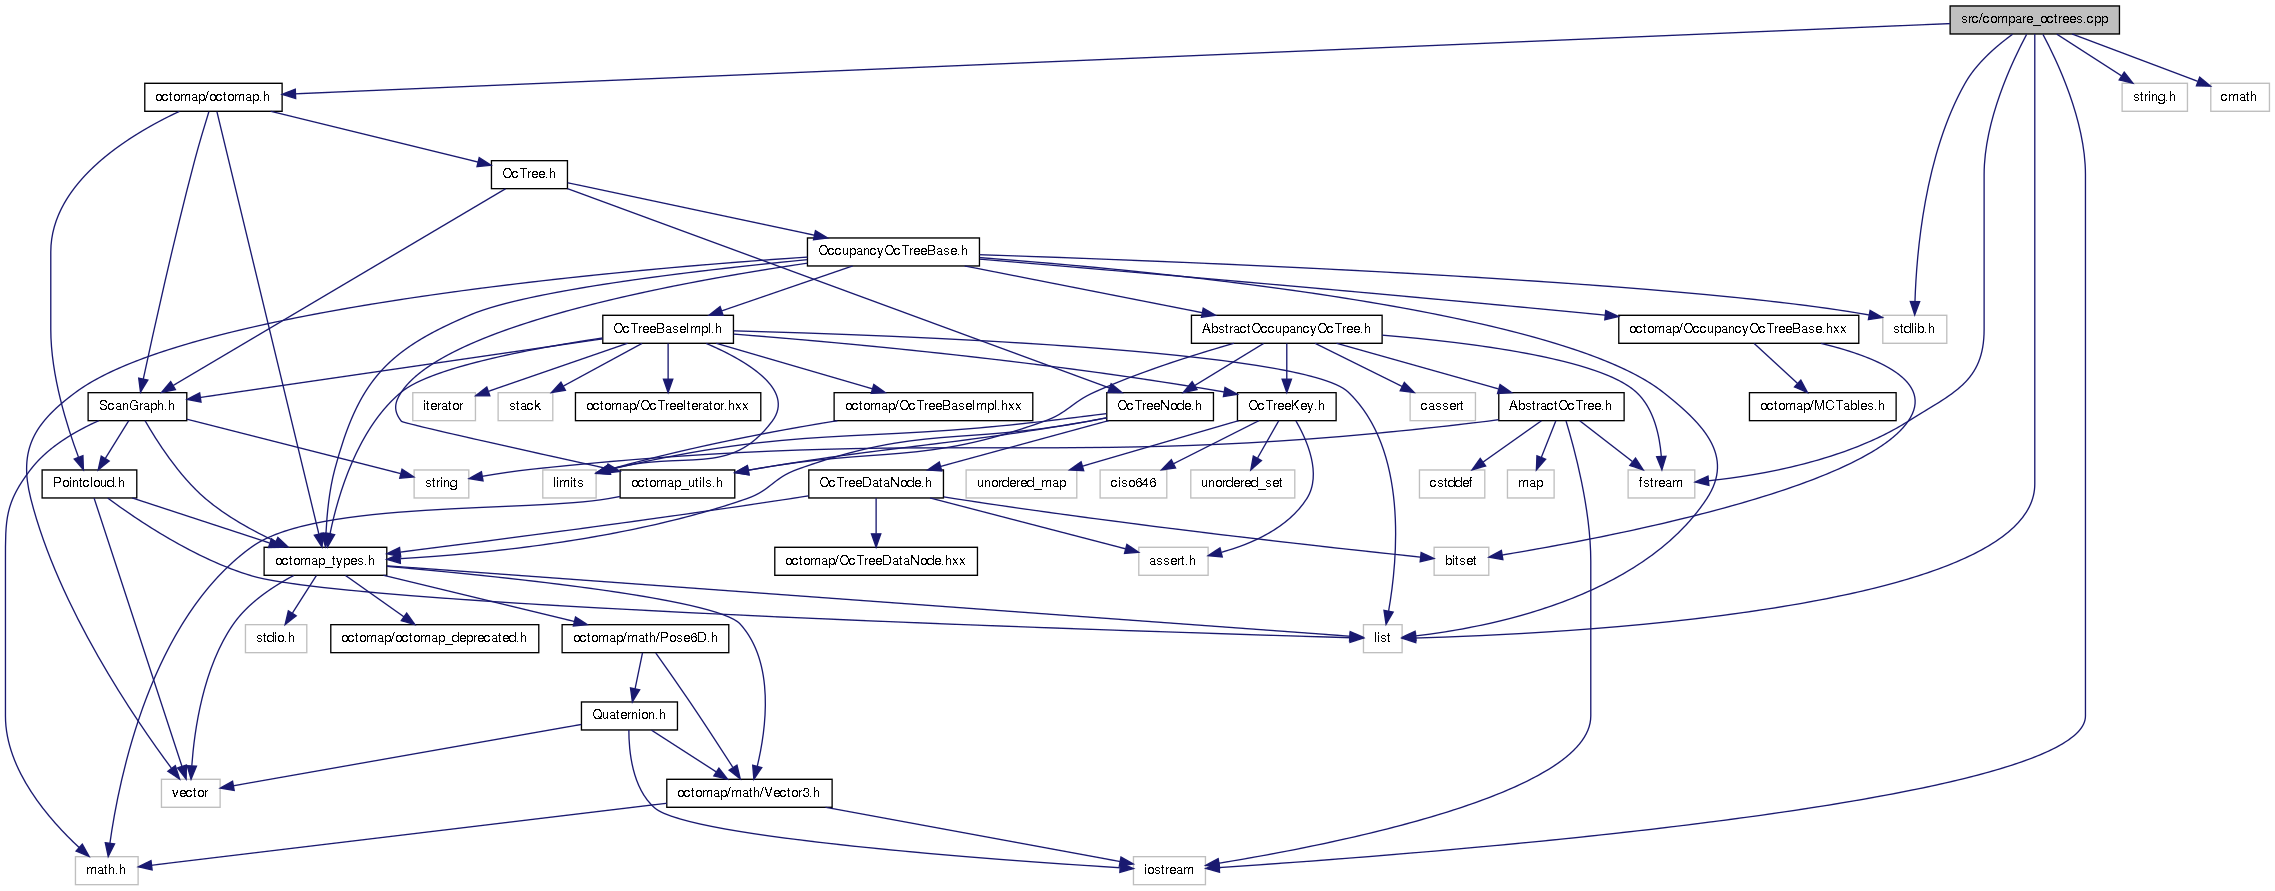 src/compare_octrees.cpp
octomap/octomap.h
string.h
cmath
OcTree.h
OccupancyOcTreeBase.h
OcTreeBaseImpl.h
AbstractOccupancyOcTree.h
octomap/OccupancyOcTreeBase.hxx
stdlib.h
ScanGraph.h
iterator
stack
octomap/OcTreeIterator.hxx
octomap/OcTreeBaseImpl.hxx
OcTreeNode.h
OcTreeKey.h
cassert
AbstractOcTree.h
octomap/MCTables.h
Pointcloud.h
string
limits
octomap_utils.h
OcTreeDataNode.h
unordered_map
ciso646
unordered_set
cstddef
map
fstream
octomap_types.h
octomap/OcTreeDataNode.hxx
assert.h
bitset
stdio.h
octomap/octomap_deprecated.h
octomap/math/Pose6D.h
list
Quaternion.h
vector
octomap/math/Vector3.h
math.h
iostream